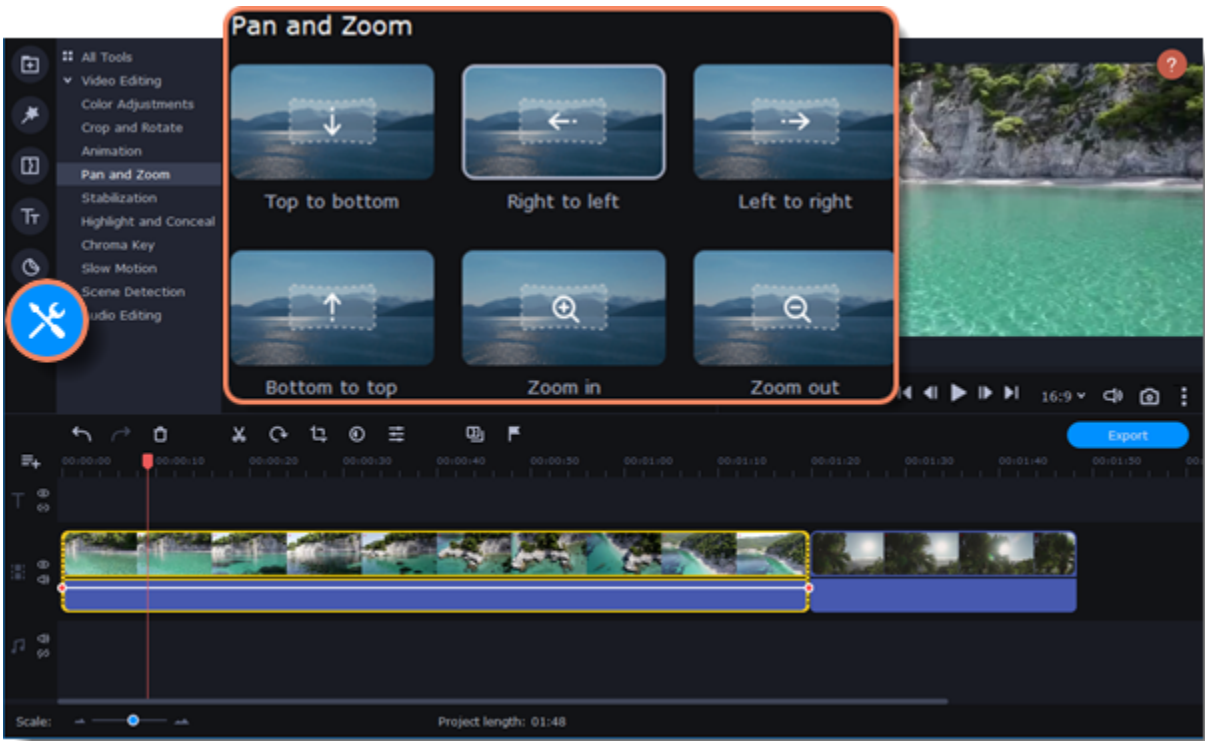 Pan and Zoom
All Tools
Video Editing
Color Adjustments
Crop and Rotate
Animation
Pan and Zoom
Stabilization
Highlight and Conceal
Chroma Key
Slow Motion
Scene Detection
udio Editing
Top to bottom
Right to left
Left to right
Bottom to top
Zoom in
Zoom out
?
16:9
Export
00:00:00 00:00:10 00:00:20 00:00:30 00:00:40 00:00:50 00:01:00 00:01:10 00:01:20 00:01:30 00:01:40 00:01:50 00:
Scale:
Project length: 01:48